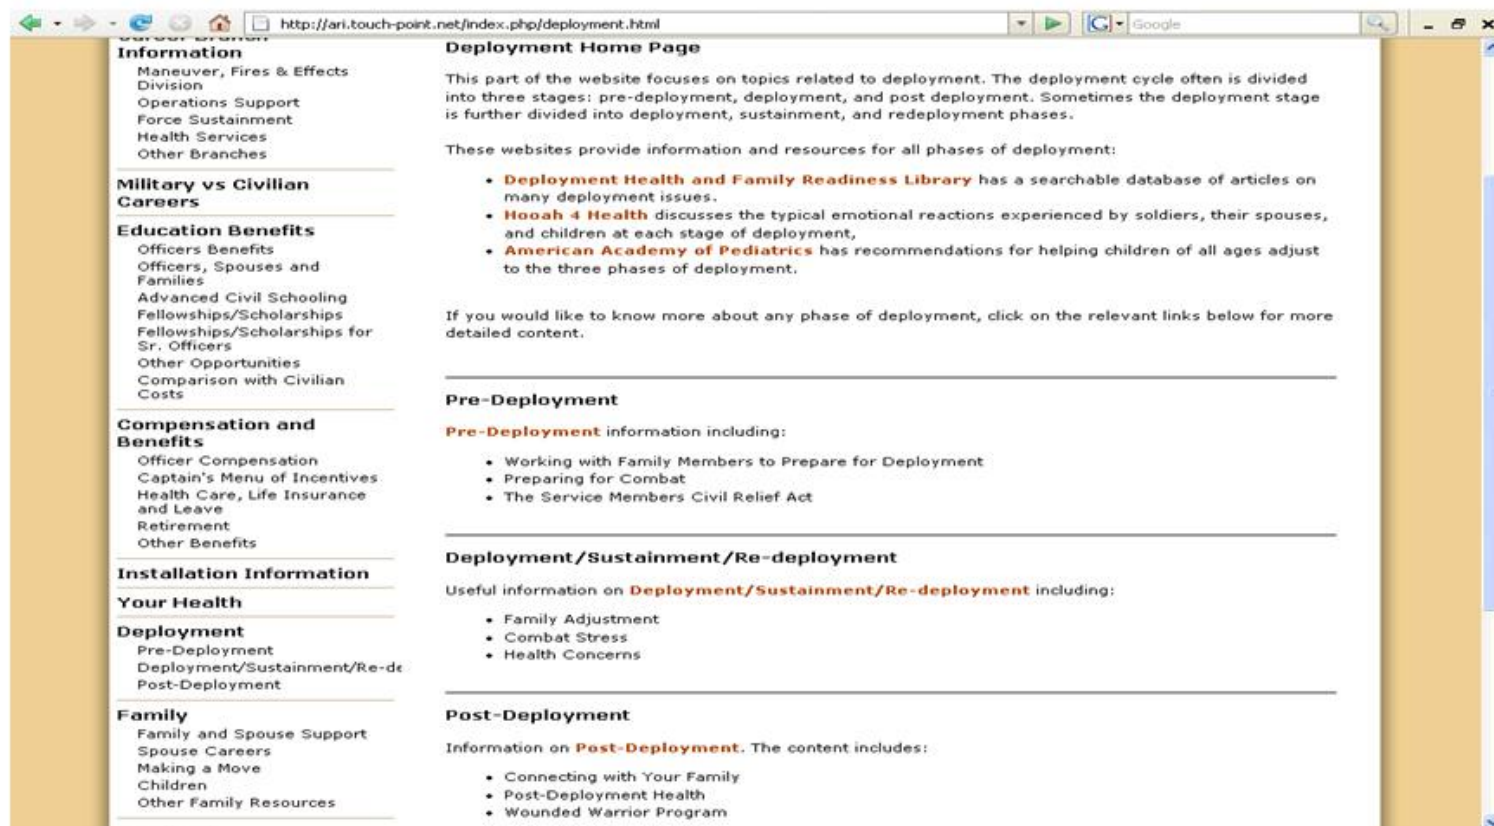 http://ari.touch-point.net/index.php/deployment.html
Google
Information
Maneuver, Fires & Effects
Division
Operations Support
Force Sustainment
Health Services
Other Branches
Military vs Civilian
Careers
Education Benefits
Officers Benefits
Officers, Spouses and
Families
Advanced Civil Schooling
Fellowships/Scholarships
Fellowships/Scholarships for
Sr. Officers
Other Opportunities
Comparison with Civilian
Costs
Compensation and
Benefits
Officer Compensation
Captain's Menu of Incentives
Health Care, Life Insurance
and Leave
Retirement
Other Benefits
Installation Information
Your Health
Deployment
Pre-Deployment
Deployment/Sustainment/Re-de
Post-Deployment
Family
Family and Spouse Support
Spouse Careers
Making a Move
Children
Other Family Resources
Deployment Home Page
This part of the website focuses on topics related to deployment. The deployment cycle often is divided
into three stages: pre-deployment, deployment, and post deployment. Sometimes the deployment stage
is further divided into deployment, sustainment, and redeployment phases.
These websites provide information and resources for all phases of deployment:
• Deployment Health and Family Readiness Library has a searchable database of articles on
many deployment issues.
• Hooah 4 Health discusses the typical emotional reactions experienced by soldiers, their spouses,
and children at each stage of deployment,
• American Academy of Pediatrics has recommendations for helping children of all ages adjust
to the three phases of deployment.
If you would like to know more about any phase of deployment, click on the relevant links below for more
detailed content.
Pre-Deployment
Pre-Deployment information including:
• Working with Family Members to Prepare for Deployment
• Preparing for Combat
• The Service Members Civil Relief Act
Deployment/Sustainment/Re-deployment
Useful information on Deployment/Sustainment/Re-deployment including:
• Family Adjustment
• Combat Stress
• Health Concerns
Post-Deployment
Information on Post-Deployment. The content includes:
• Connecting with Your Family
• Post-Deployment Health
• Wounded Warrior Program